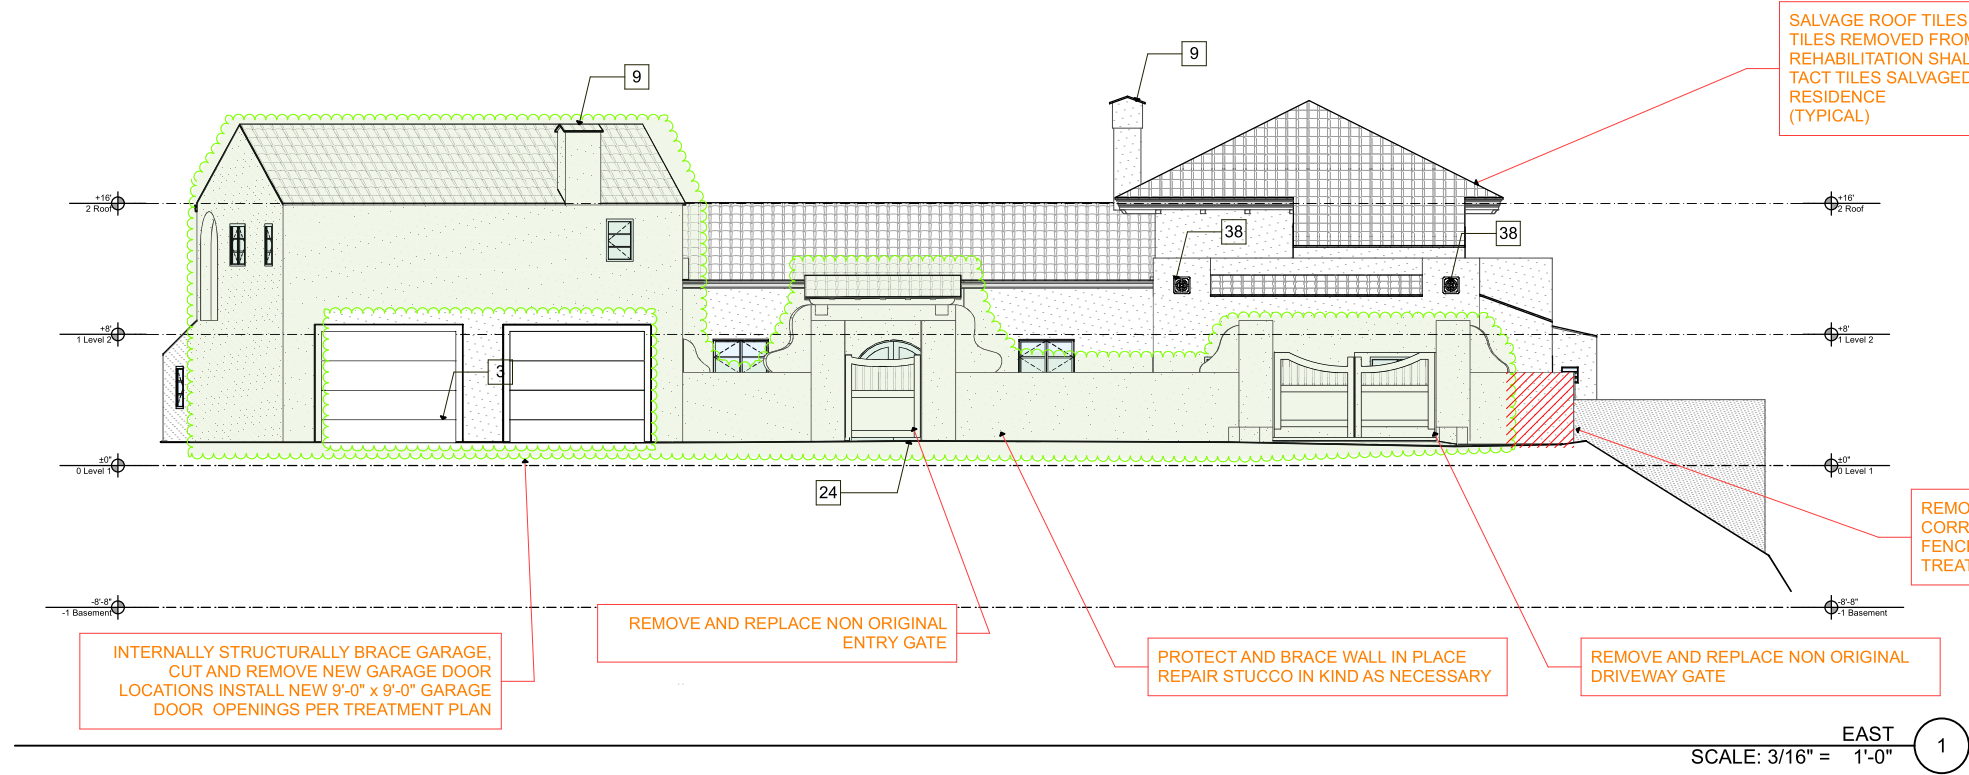 SALVAGE ROOF TILES
TILES REMOVED FROM
REHABILITATION SHAL
TACT TILES SALVAGED
RESIDENCE
(TYPICAL)
9
9
+16'
2 Roof
+16'
2 Roof
38
38
+8'
1 Level 2
+8'
1 Level 2
3
±0"
0 Level 1
±0"
0 Level 1
24
REMO
CORR
FENCI
TREAT
-8'-8"
-1 Basement
-8'-8"
-1 Basement
INTERNALLY STRUCTURALLY BRACE GARAGE,
CUT AND REMOVE NEW GARAGE DOOR
LOCATIONS INSTALL NEW 9'-0" x 9'-0" GARAGE
DOOR OPENINGS PER TREATMENT PLAN
REMOVE AND REPLACE NON ORIGINAL
ENTRY GATE
PROTECT AND BRACE WALL IN PLACE
REPAIR STUCCO IN KIND AS NECESSARY
REMOVE AND REPLACE NON ORIGINAL
DRIVEWAY GATE
EAST
SCALE: 3/16" = 1'-0"
1